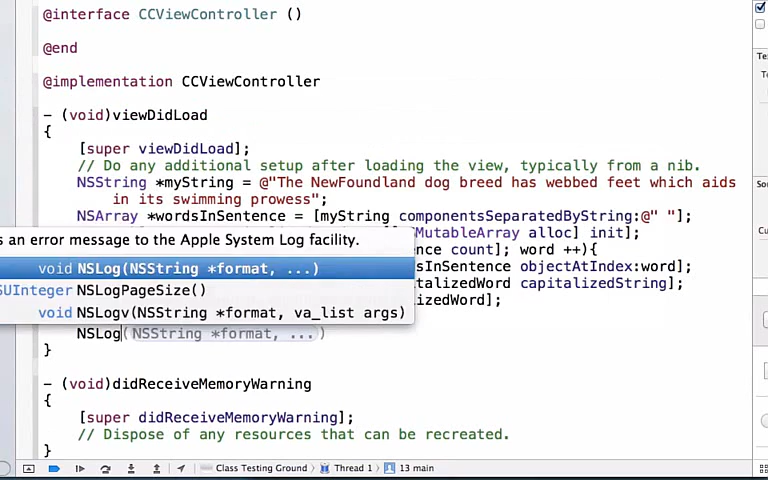 @interface CCViewController ()
@end
@implementation CCViewController
- (void)viewDidLoad
{
[super viewDidLoad];
// Do any additional setup after loading the view, typically from a nib.
NSString *myString = @"The NewFoundland dog breed has webbed feet which aids
in its swimming prowess";
NSArray *wordsInSentence = [myString componentsSeparatedByString:@" "];
MutableArray alloc] init];
s an error message to the Apple System Log facility.
ence count]; word ++){
void NSLog(NSString *format, ...)
sInSentence objectAtIndex:word];
SUInteger NSLogPageSize()
talizedWord capitalizedString];
void NSLogv(NSString *format, va_list args)
lizedWord];
NSLog(NSString *format, ...)
}
- (void)didReceiveMemoryWarning
{
[super didReceiveMemoryWarning];
// Dispose of any resources that can be recreated.
}
Class Testing Ground
Thread 1
13 main